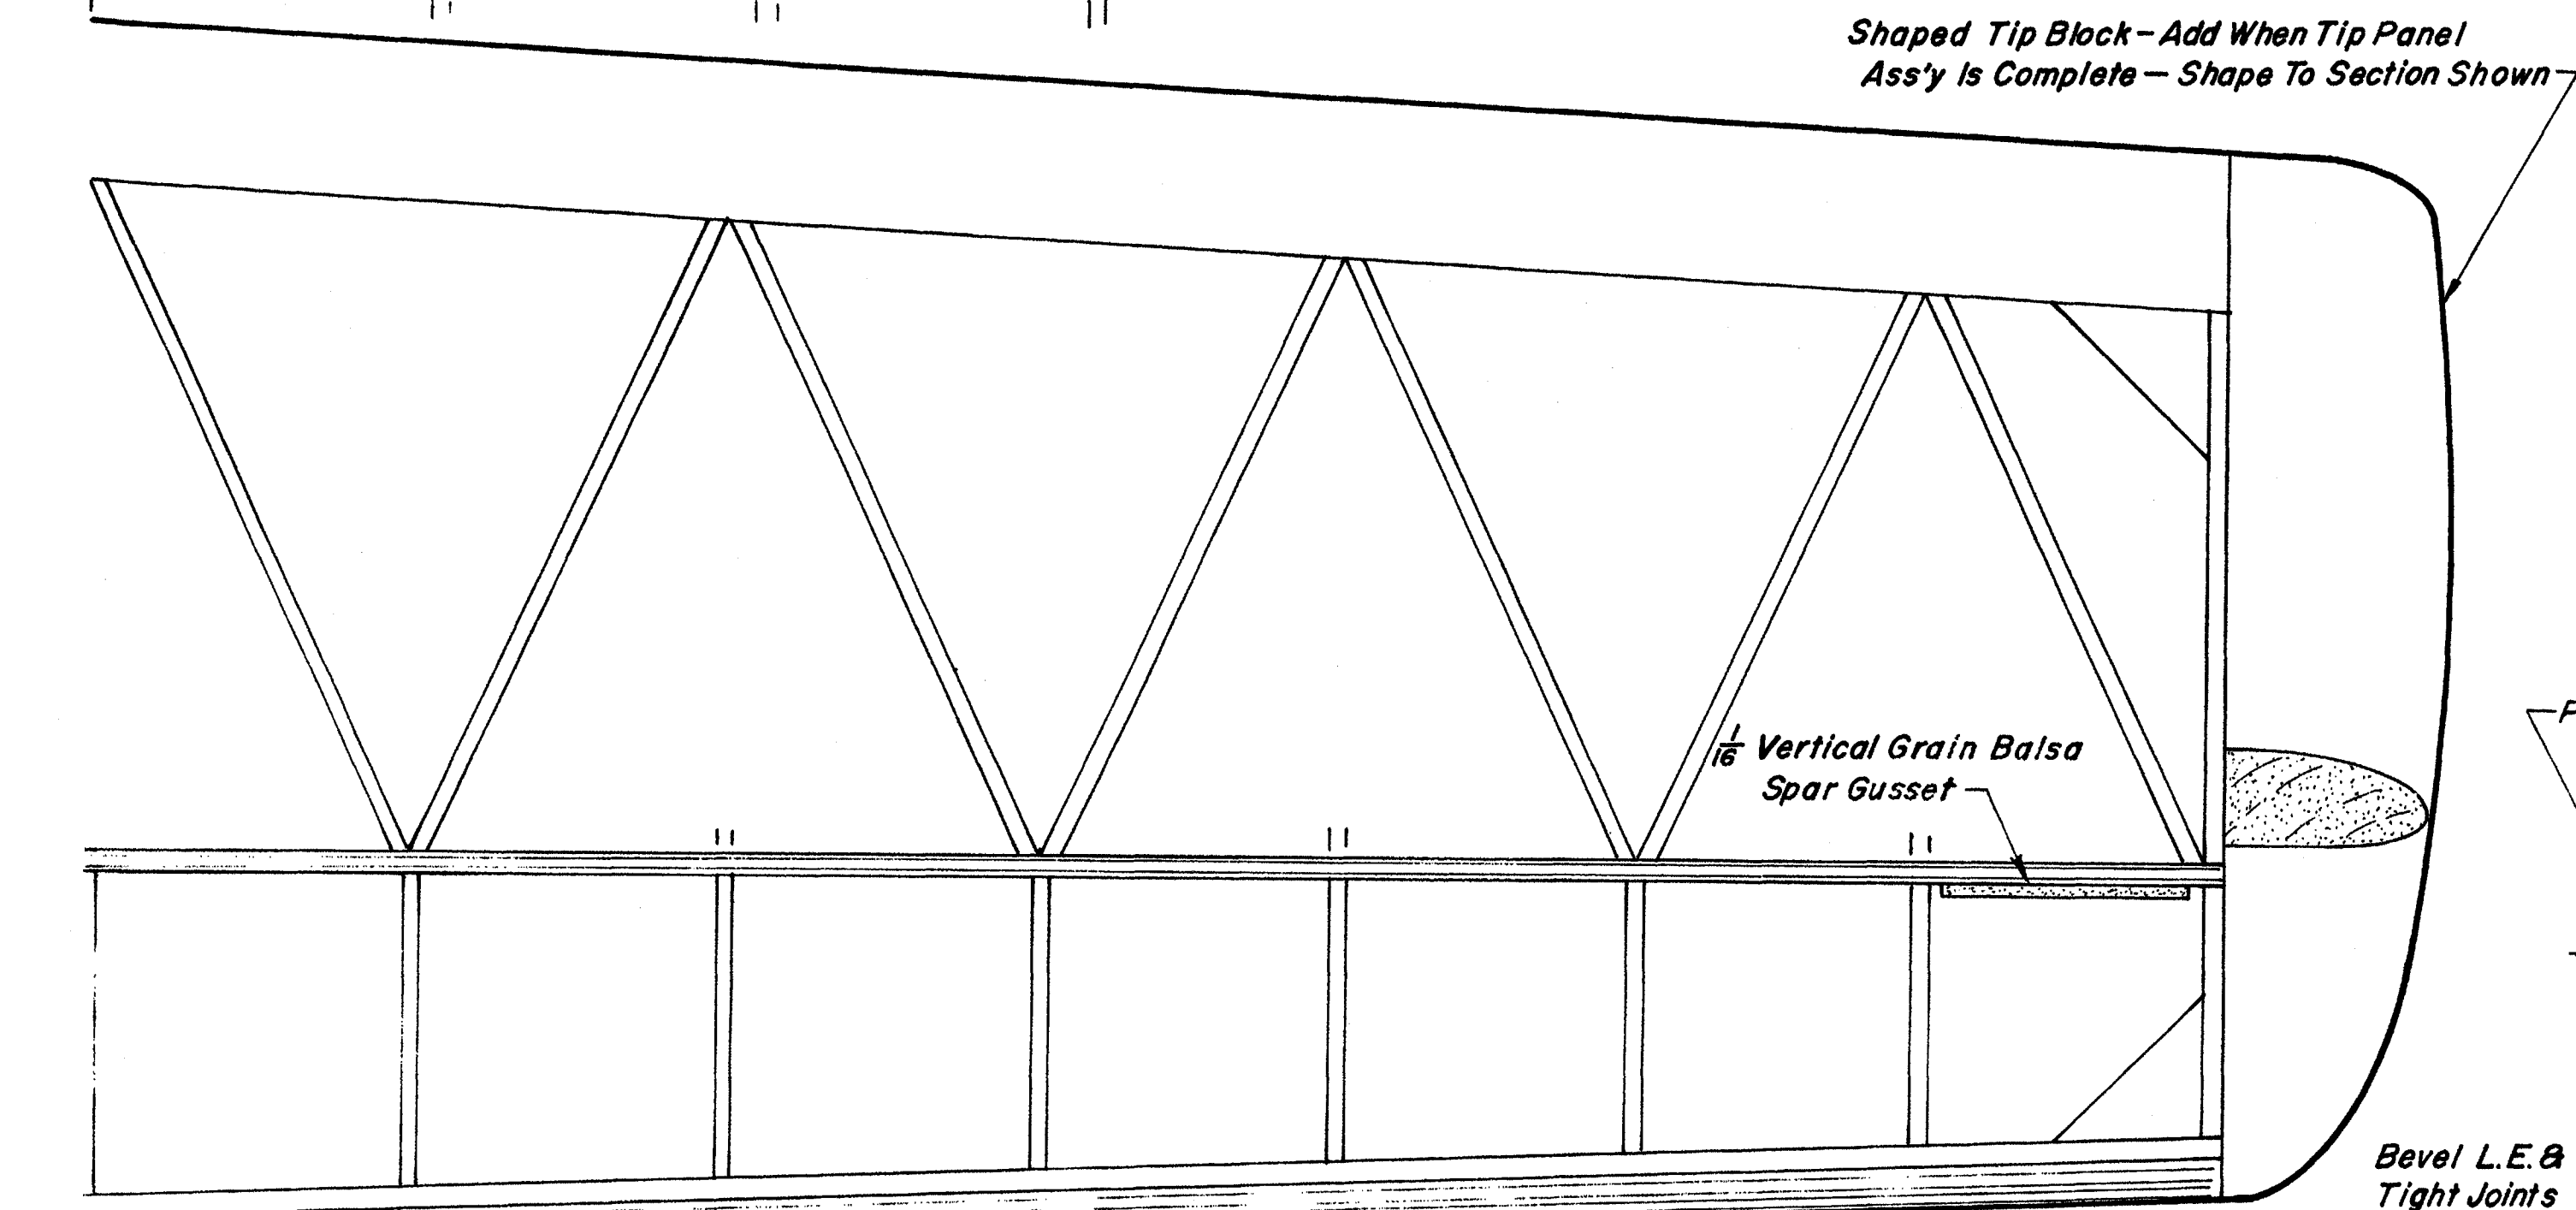 Shaped Tip Block – Add When Tip Panel
Ass'y Is Complete – Shape To Section Shown
1/16 Vertical Grain Balsa
Spar Gusset
Bevel L.E. &
Tight Joints